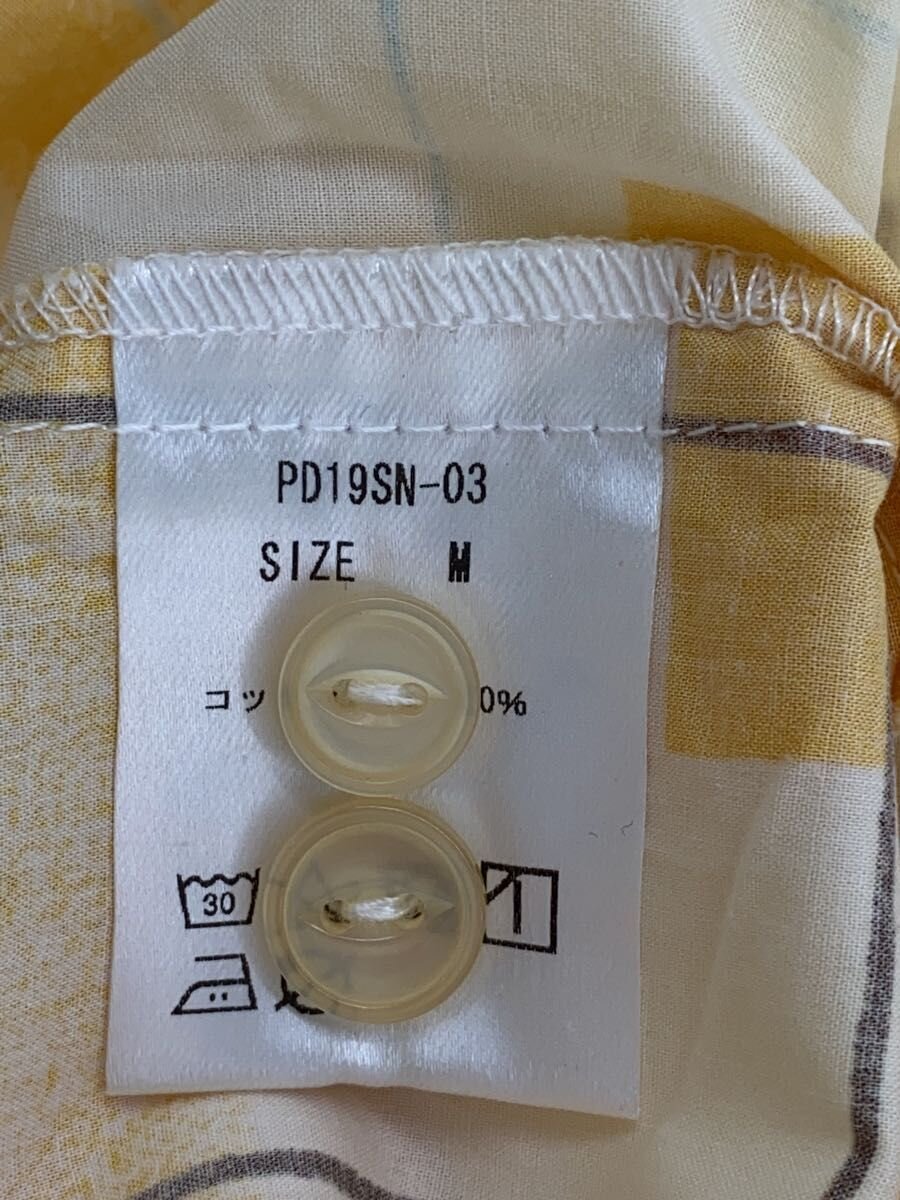 PD19SN-03
SIZE M
コッ 0%
30